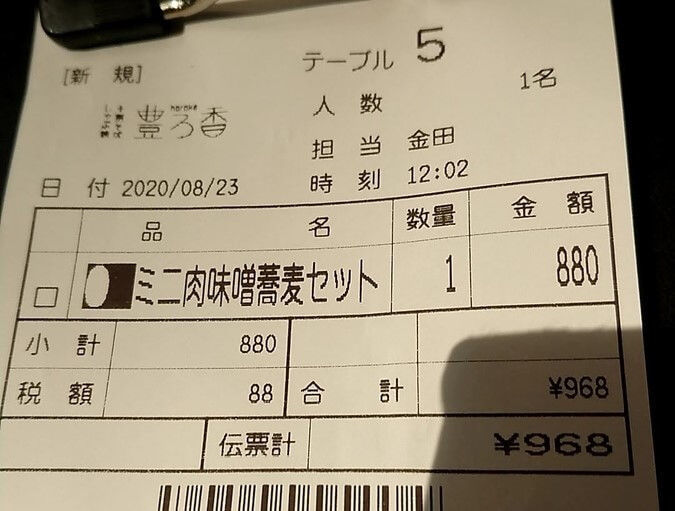 [新 規]
テーブル 5
1名
人 数
豊ろ香
horoka
担 当 金田
日 付 2020/08/23
時 刻 12:02
品 名 数量 金 額
□ ミニ肉味噌蕎麦セット 1 880
小 計 880
税 額 88 合 計 ¥968
伝票計 ¥968